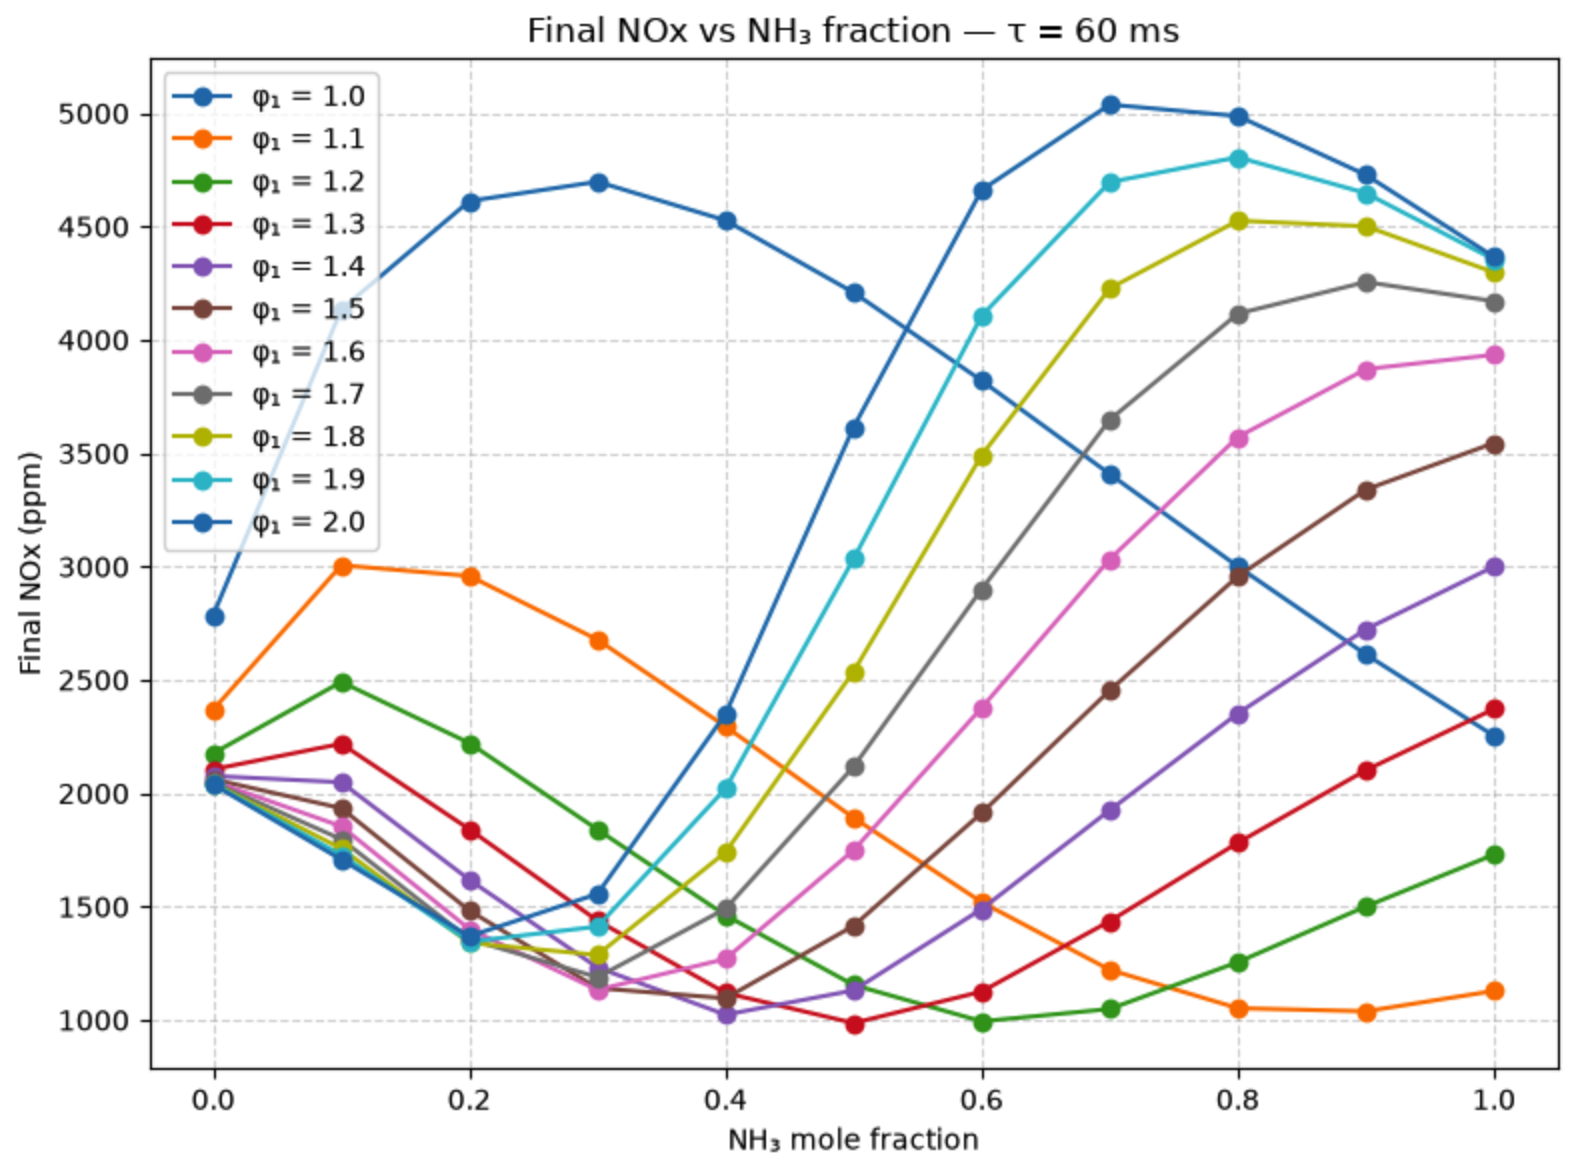 Final NOx vs NH₃ fraction — τ = 60 ms
φ₁ = 1.0
φ₁ = 1.1
φ₁ = 1.2
φ₁ = 1.3
φ₁ = 1.4
φ₁ = 1.5
φ₁ = 1.6
φ₁ = 1.7
φ₁ = 1.8
φ₁ = 1.9
φ₁ = 2.0
Final NOx (ppm)
5000
4500
4000
3500
3000
2500
2000
1500
1000
0.0 0.2 0.4 0.6 0.8 1.0
NH₃ mole fraction